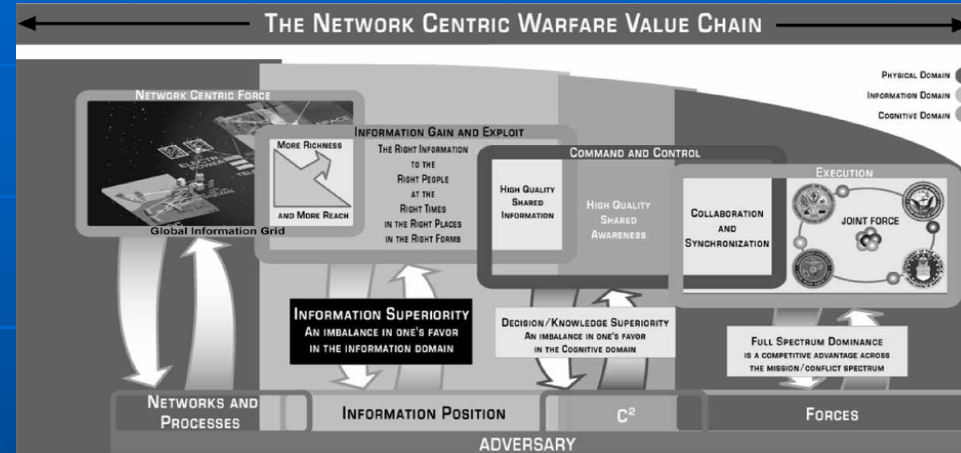 THE NETWORK CENTRIC WARFARE VALUE CHAIN
PHYSICAL DOMAIN
INFORMATION DOMAIN
COGNITIVE DOMAIN
NETWORK CENTRIC FORCE
SPACE
ELECTR
POWER
Global Information Grid
INFORMATION GAIN AND EXPLOIT
MORE RICHNESS
AND MORE REACH
THE RIGHT INFORMATION
TO THE
RIGHT PEOPLE
AT THE
RIGHT TIMES
IN THE RIGHT PLACES
IN THE RIGHT FORMS
COMMAND AND CONTROL
HIGH QUALITY
SHARED
INFORMATION
HIGH QUALITY
SHARED
AWARENESS
EXECUTION
COLLABORATION
AND
SYNCHRONIZATION
JOINT FORCE
INFORMATION SUPERIORITY
AN IMBALANCE IN ONE'S FAVOR
IN THE INFORMATION DOMAIN
DECISION/KNOWLEDGE SUPERIORITY
AN IMBALANCE IN ONE'S FAVOR
IN THE COGNITIVE DOMAIN
FULL SPECTRUM DOMINANCE
IS A COMPETITIVE ADVANTAGE ACROSS
THE MISSION/CONFLICT SPECTRUM
NETWORKS AND
PROCESSES
INFORMATION POSITION
C²
FORCES
ADVERSARY